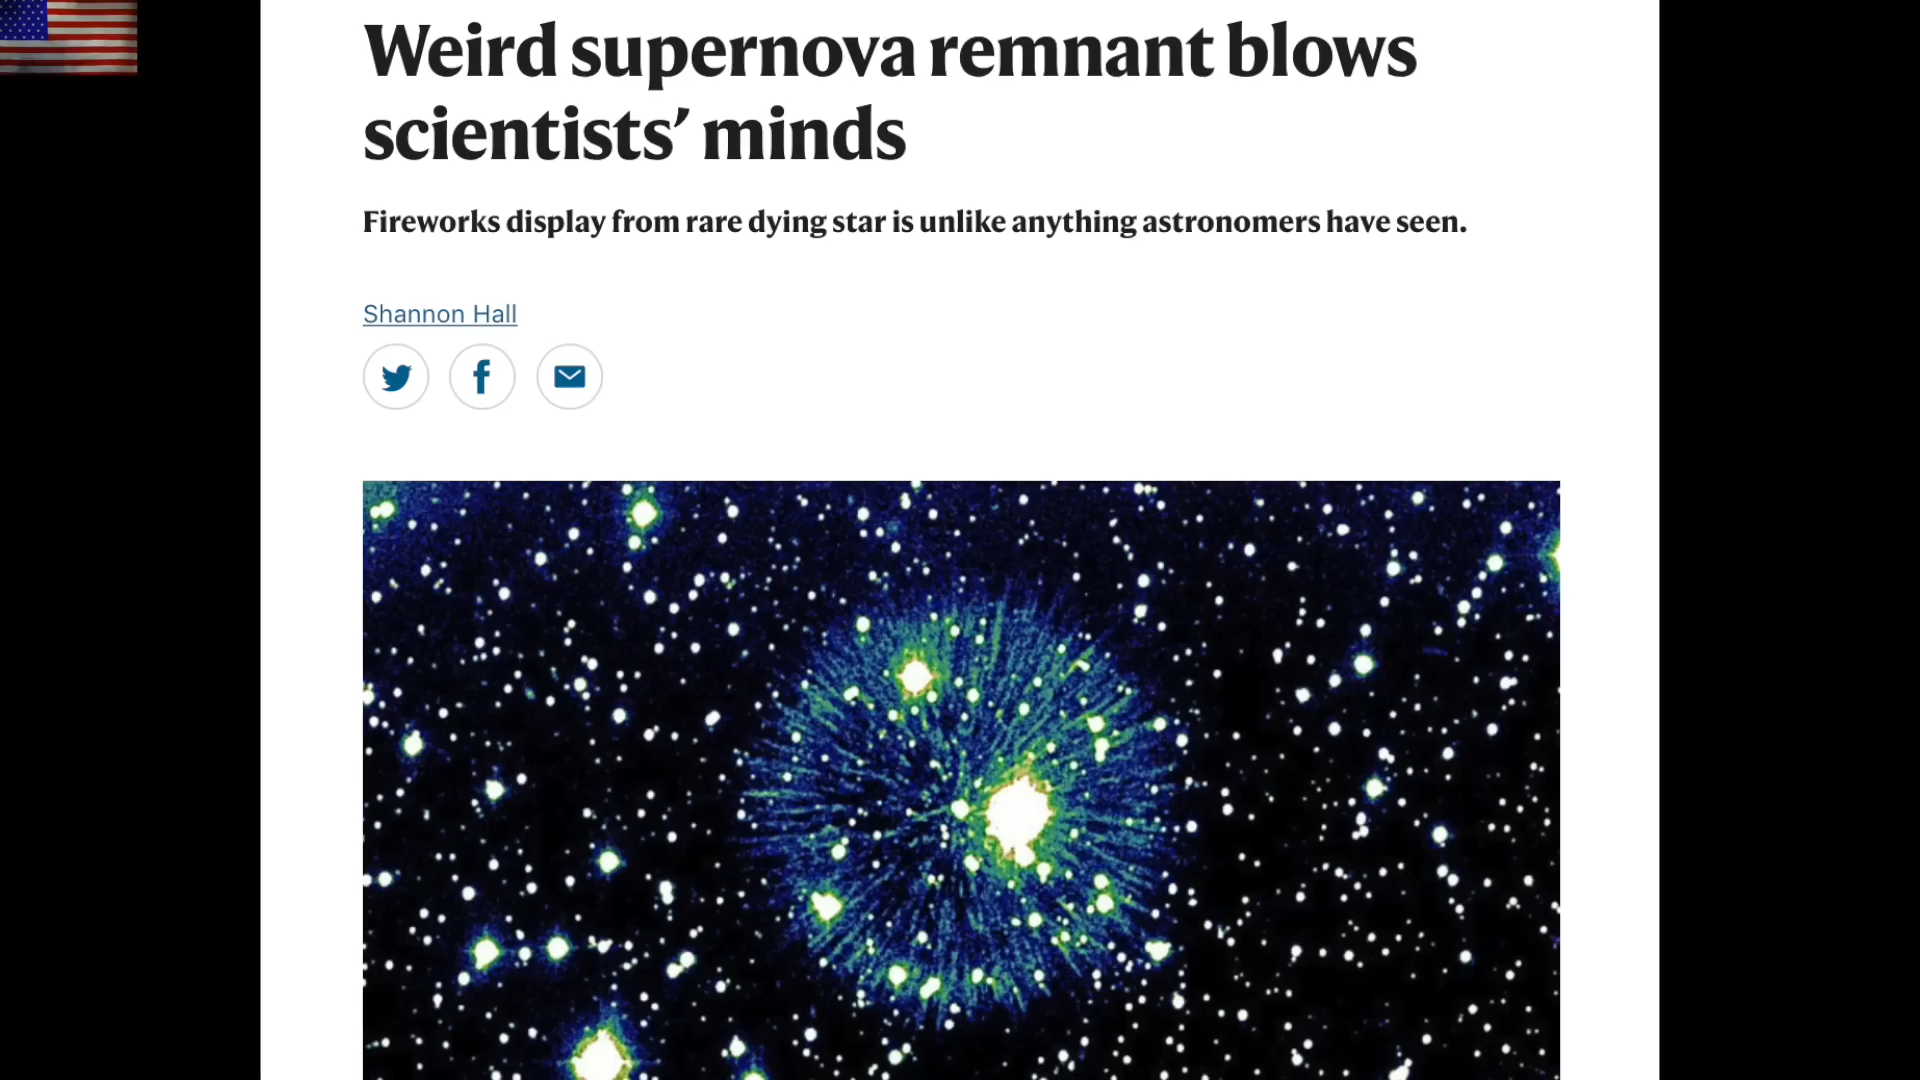 Weird supernova remnant blows
scientists’ minds
Fireworks display from rare dying star is unlike anything astronomers have seen.
Shannon Hall